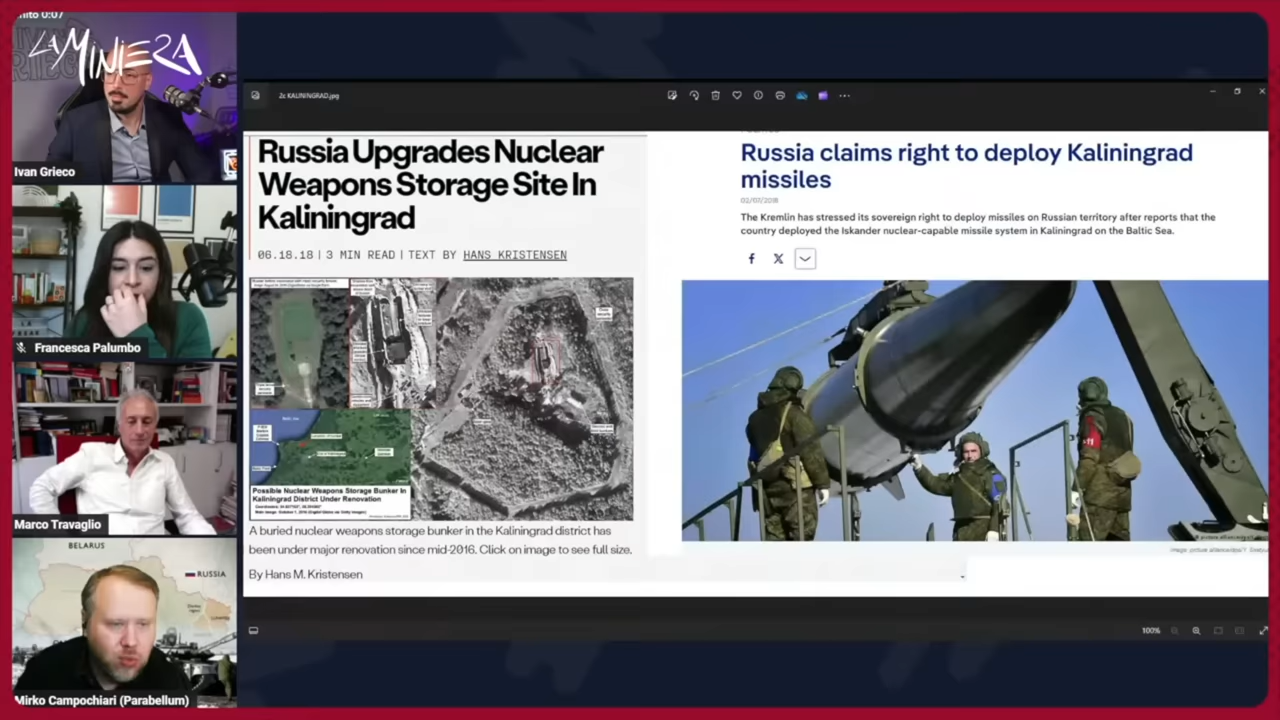 LA MINIERA
Ivan Grieco
Francesca Palumbo
Marco Travaglio
BELARUS
RUSSIA
Mirko Campochiari (Parabellum)
2c KALININGRAD.jpg
Russia Upgrades Nuclear
Weapons Storage Site In
Kaliningrad
06.18.18 | 3 MIN READ | TEXT BY HANS KRISTENSEN
Possible Nuclear Weapons Storage Bunker In
Kaliningrad District Under Renovation
A buried nuclear weapons storage bunker in the Kaliningrad district has
been under major renovation since mid-2016. Click on image to see full size.
By Hans M. Kristensen
Russia claims right to deploy Kaliningrad
missiles
02/07/2018
The Kremlin has stressed its sovereign right to deploy missiles on Russian territory after reports that the
country deployed the Iskander nuclear-capable missile system in Kaliningrad on the Baltic Sea.
100%